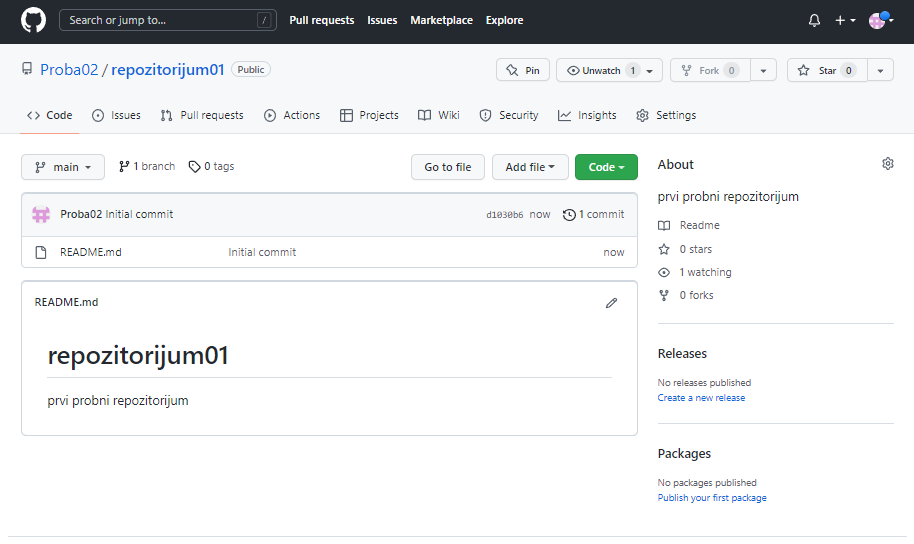 Search or jump to... /
Pull requests Issues Marketplace Explore
Proba02 / repozitorijum01 Public
Pin Unwatch 1 Fork 0 Star 0
Code Issues Pull requests Actions Projects Wiki Security Insights Settings
main 1 branch 0 tags Go to file Add file Code
Proba02 Initial commit d1030b6 now 1 commit
README.md Initial commit now
README.md
repozitorijum01
prvi probni repozitorijum
About
prvi probni repozitorijum
Readme
0 stars
1 watching
0 forks
Releases
No releases published
Create a new release
Packages
No packages published
Publish your first package